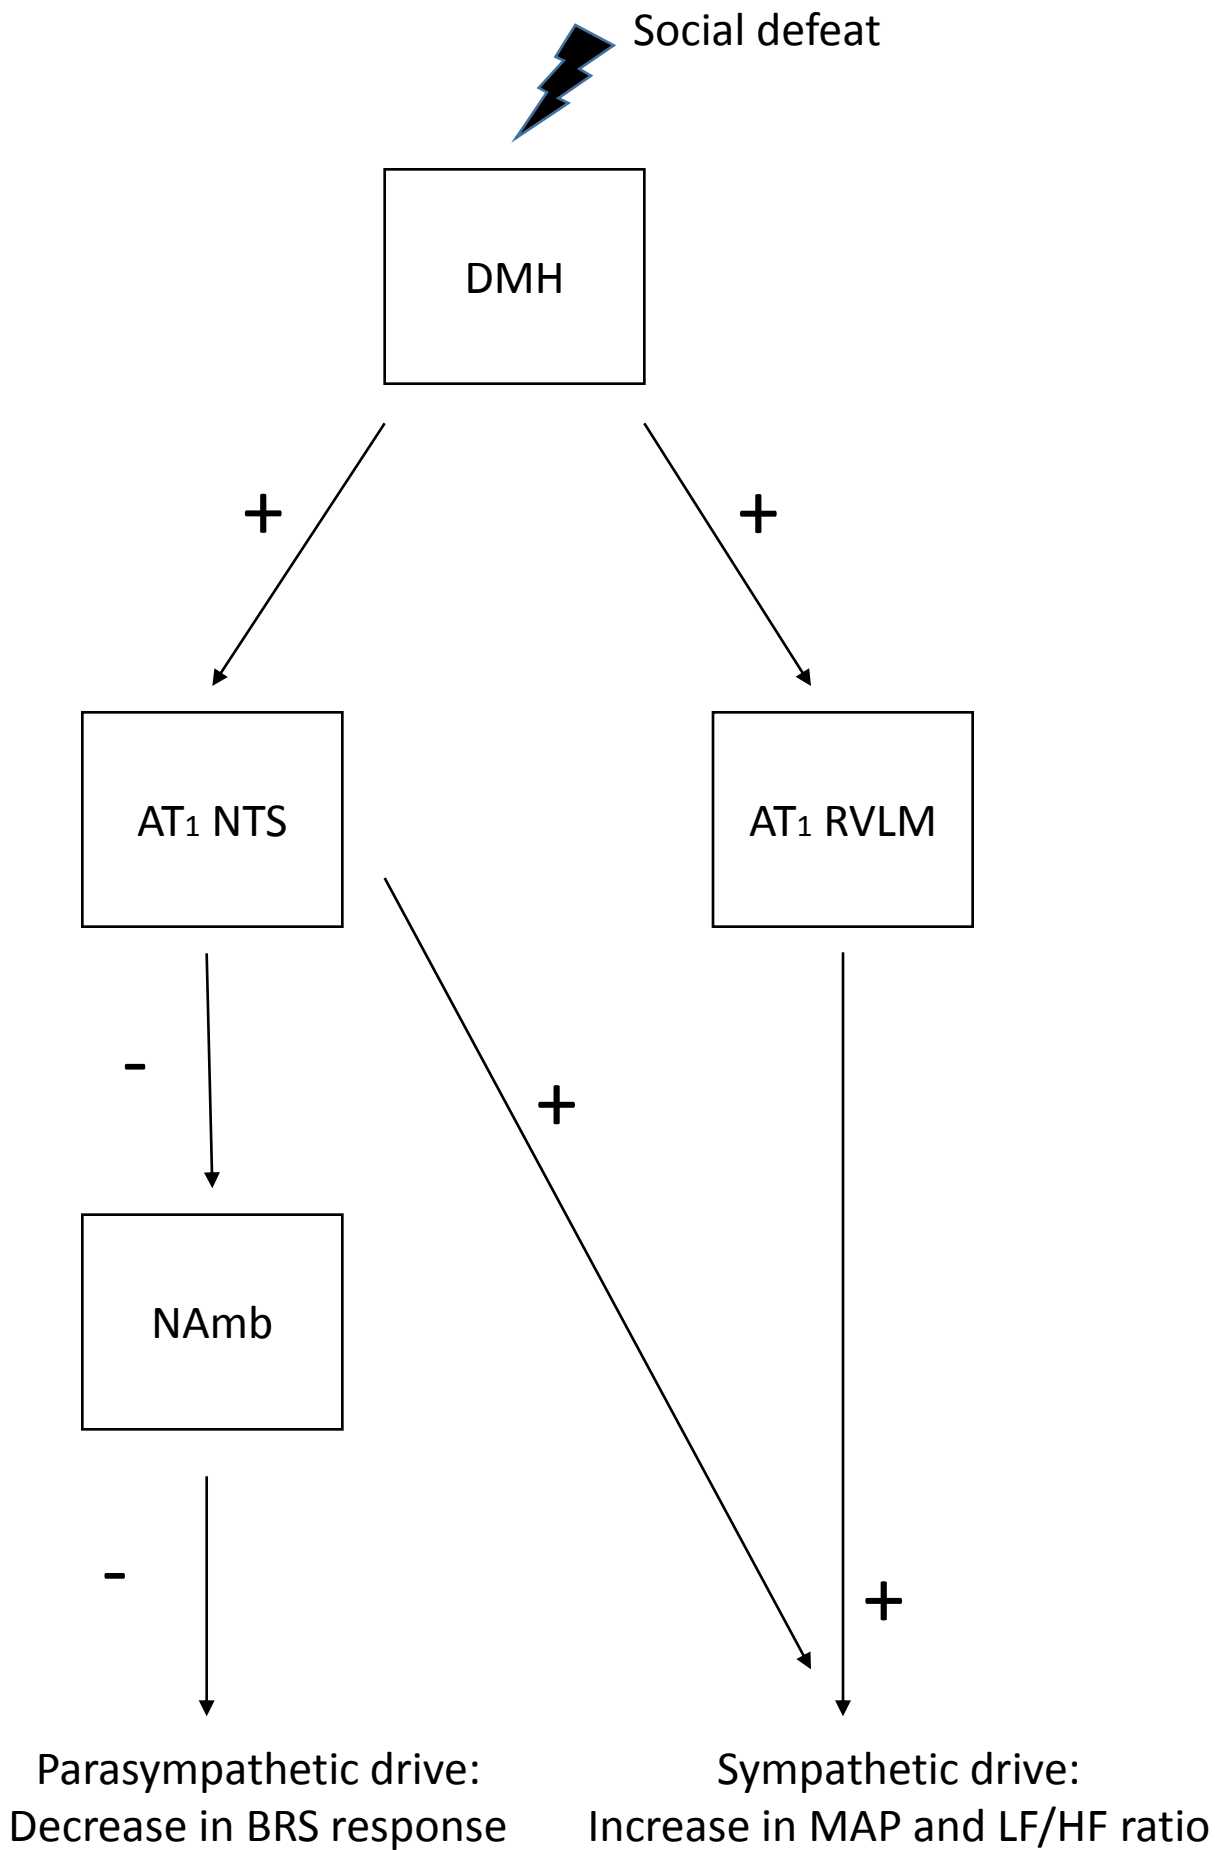 Social defeat
DMH
+
+
AT1 NTS
AT1 RVLM
-
+
NAmb
-
+
Parasympathetic drive:
Decrease in BRS response
Sympathetic drive:
Increase in MAP and LF/HF ratio